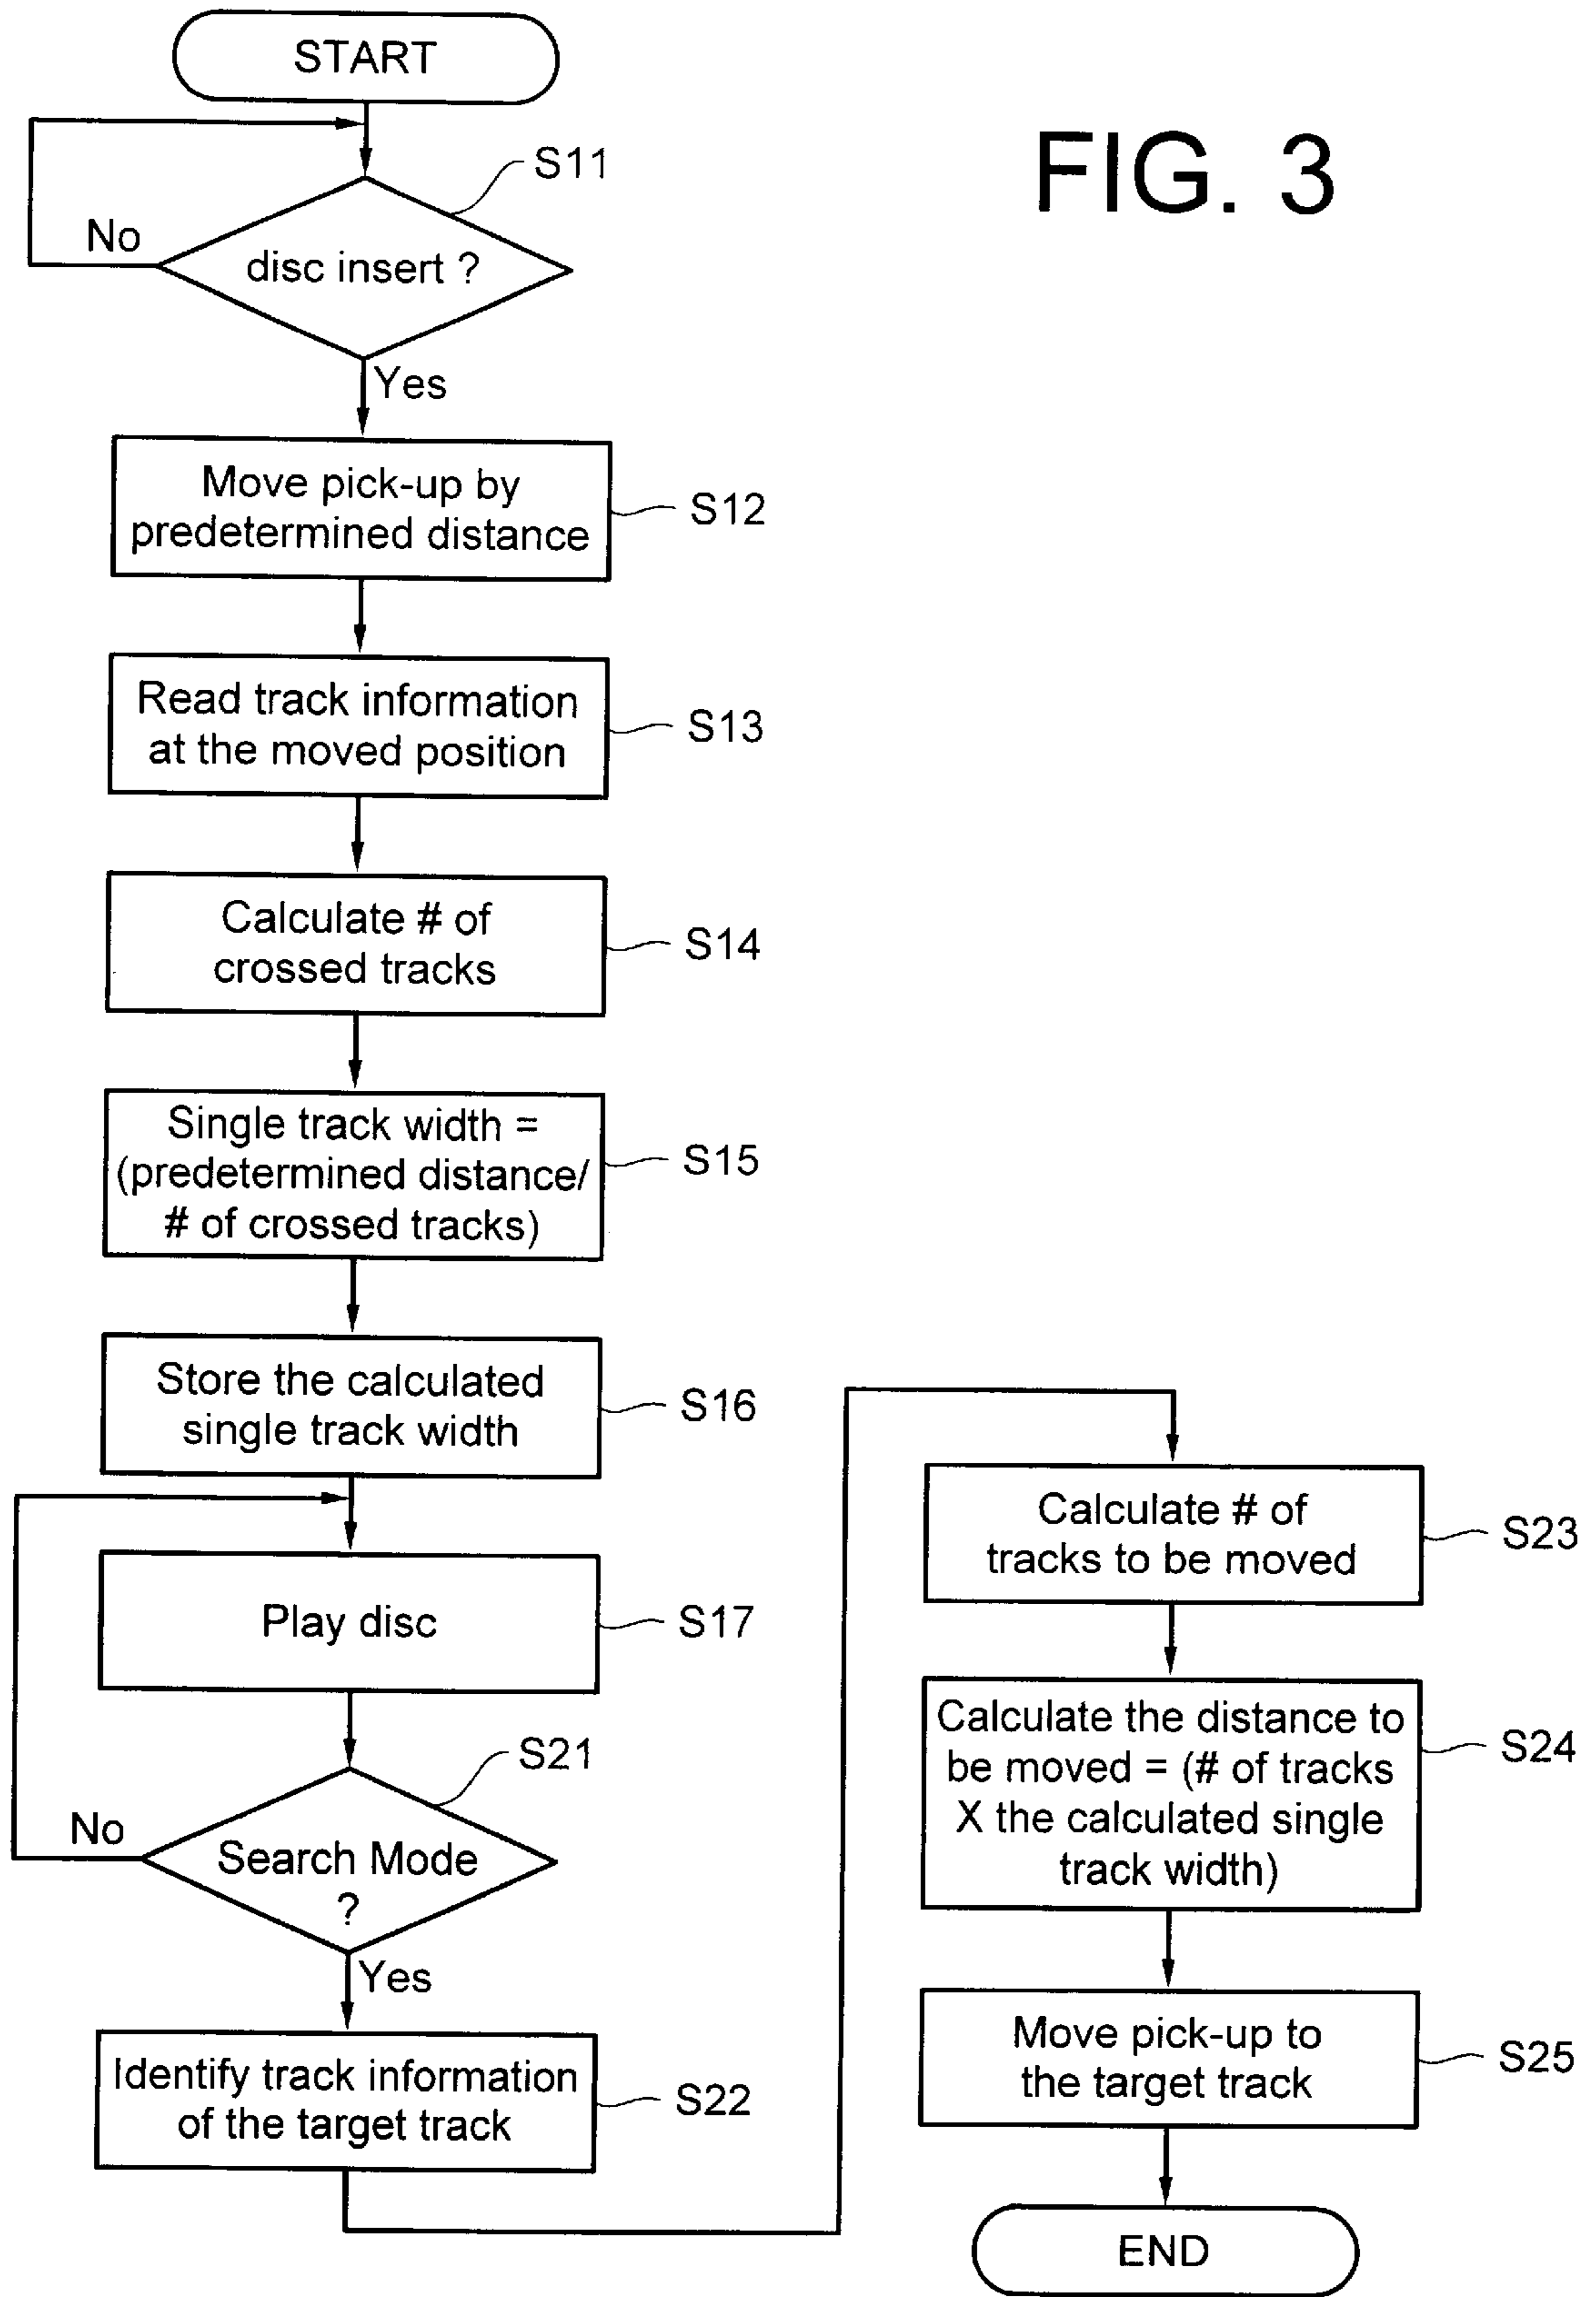 START
FIG. 3
S11
No
disc insert ?
Yes
Move pick-up by
predetermined distance
S12
Read track information
at the moved position
S13
Calculate # of
crossed tracks
S14
Single track width =
(predetermined distance/
# of crossed tracks)
S15
Store the calculated
single track width
S16
Play disc
S17
S21
No
Search Mode
?
Yes
Identify track information
of the target track
S22
Calculate # of
tracks to be moved
S23
Calculate the distance to
be moved = (# of tracks
X the calculated single
track width)
S24
Move pick-up to
the target track
S25
END